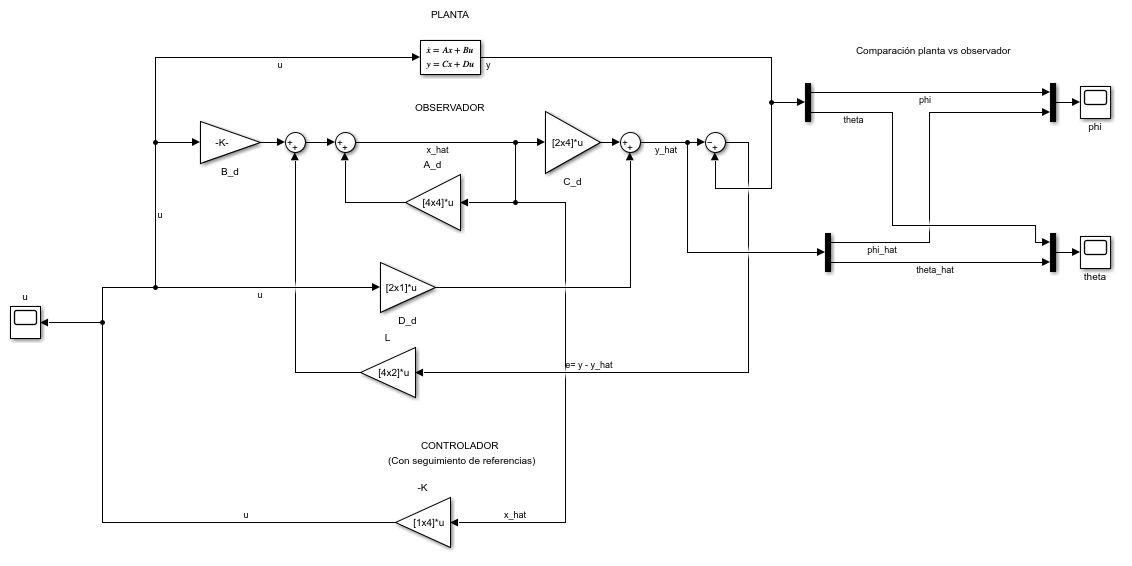 PLANTA
ẋ = Ax + Bu
y = Cx + Du
u
y
Comparación planta vs observador
phi
theta
phi
OBSERVADOR
-K-
B_d
+
+
+
+
x_hat
A_d
[4x4]*u
[2x4]*u
C_d
+
+
y_hat
−
+
u
phi_hat
theta_hat
theta
u
u
[2x1]*u
D_d
L
[4x2]*u
e= y - y_hat
CONTROLADOR
(Con seguimiento de referencias)
-K
u
[1x4]*u
x_hat